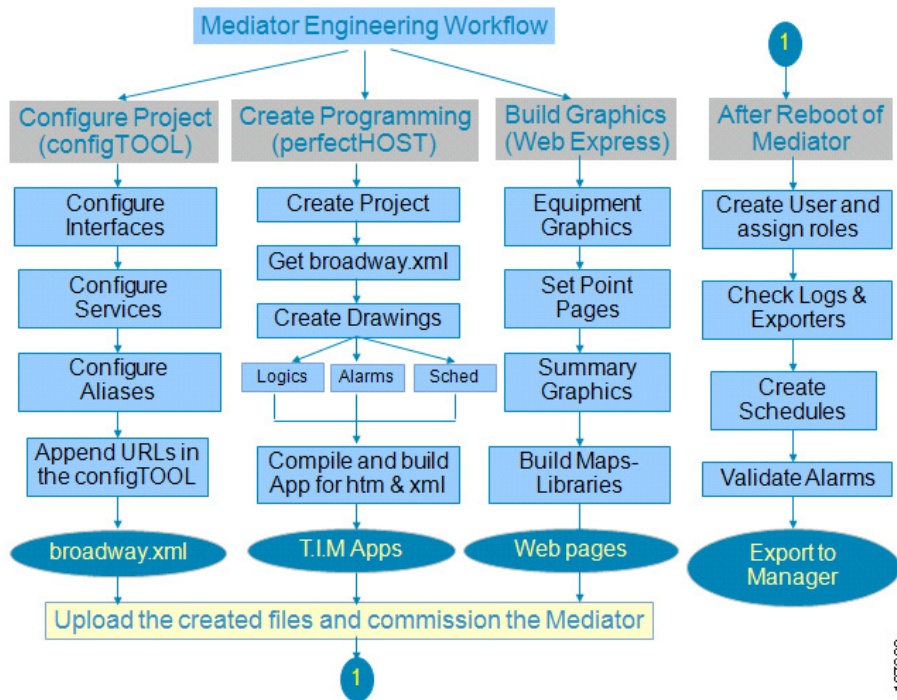 Mediator Engineering Workflow
Configure Project
(configTOOL)
Configure
Interfaces
Configure
Services
Configure
Aliases
Append URLs in
the configTOOL
broadway.xml
Create Programming
(perfectHOST)
Create Project
Get broadway.xml
Create Drawings
Logics
Alarms
Sched
Compile and build
App for htm & xml
T.I.M Apps
Build Graphics
(Web Express)
Equipment
Graphics
Set Point
Pages
Summary
Graphics
Build Maps-
Libraries
Web pages
Upload the created files and commission the Mediator
1
1
After Reboot of
Mediator
Create User and
assign roles
Check Logs &
Exporters
Create
Schedules
Validate Alarms
Export to
Manager